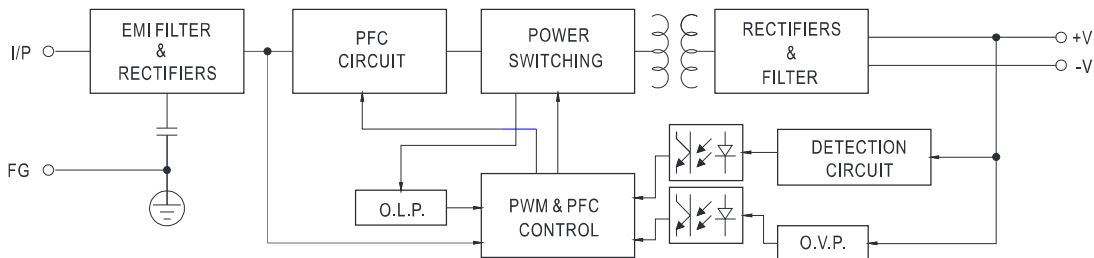 I/P
EMI FILTER
&
RECTIFIERS
PFC
CIRCUIT
POWER
SWITCHING
RECTIFIERS
&
FILTER
+V
-V
FG
O.L.P.
PWM & PFC
CONTROL
DETECTION
CIRCUIT
O.V.P.